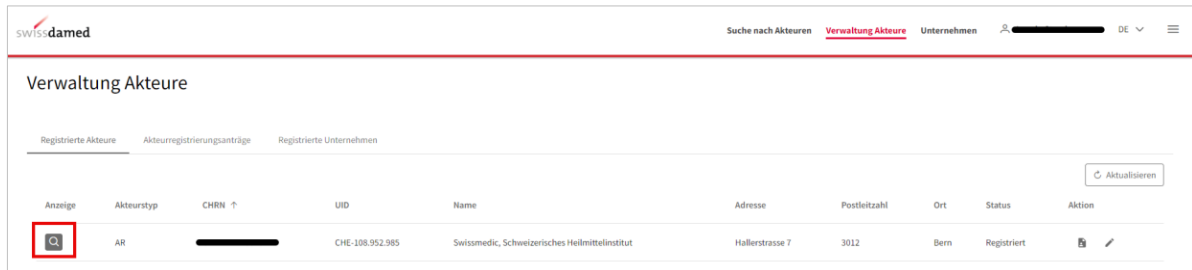 swissdamed
Suche nach Akteuren Verwaltung Akteure Unternehmen DE
Verwaltung Akteure
Registrierte Akteure Akteurregistrierungsanträge Registrierte Unternehmen
Aktualisieren
Anzeige Akteurstyp CHRN ↑ UID Name Adresse Postleitzahl Ort Status Aktion
AR CHE-108.952.985 Swissmedic, Schweizerisches Heilmittelinstitut Hallerstrasse 7 3012 Bern Registriert